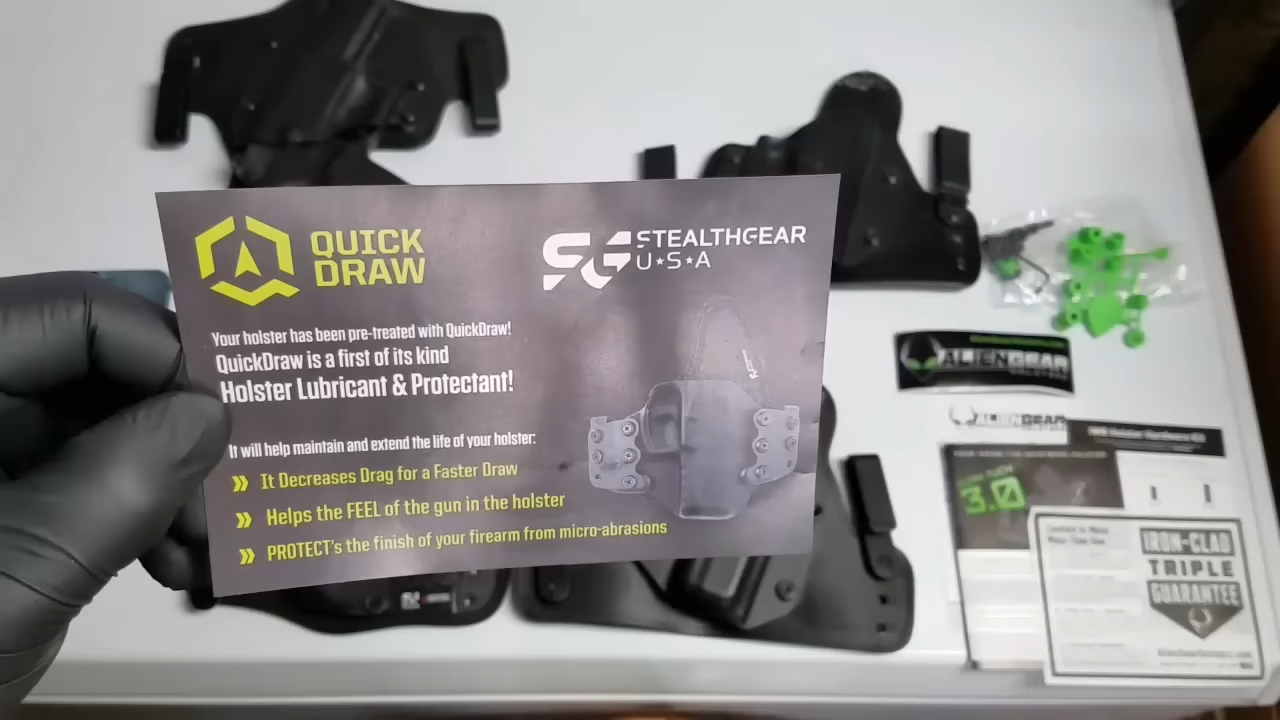 QUICK
DRAW
STEALTHGEAR
U★S★A
Your holster has been pre-treated with QuickDraw!
QuickDraw is a first of its kind
Holster Lubricant & Protectant!
It will help maintain and extend the life of your holster:
» It Decreases Drag for a Faster Draw
» Helps the FEEL of the gun in the holster
» PROTECT's the finish of your firearm from micro-abrasions
ALIENGEAR
ALIENGEAR
3.0
IRON-CLAD
TRIPLE
GUARANTEE